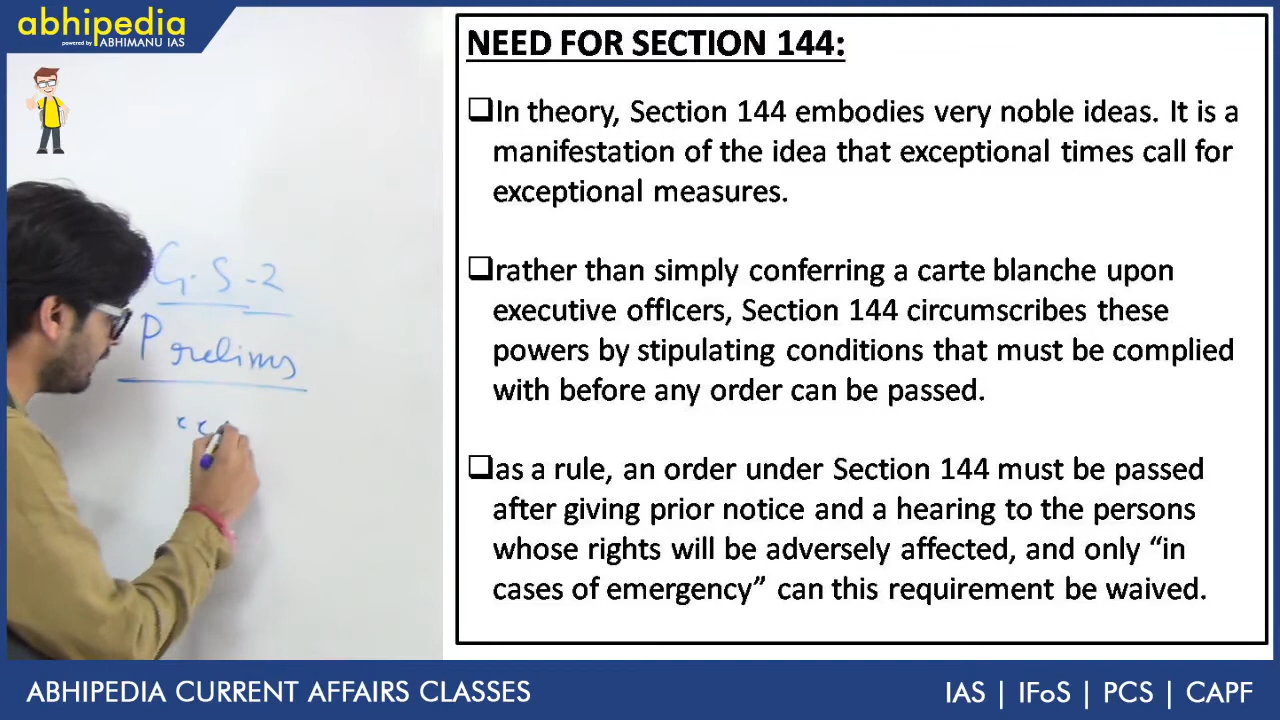 abhipedia
powered by ABHIMANU IAS
G.S-2
Prelims
NEED FOR SECTION 144:
❑In theory, Section 144 embodies very noble ideas. It is a
manifestation of the idea that exceptional times call for
exceptional measures.
❑rather than simply conferring a carte blanche upon
executive offIcers, Section 144 circumscribes these
powers by stipulating conditions that must be complied
with before any order can be passed.
❑as a rule, an order under Section 144 must be passed
after giving prior notice and a hearing to the persons
whose rights will be adversely affected, and only “in
cases of emergency” can this requirement be waived.
ABHIPEDIA CURRENT AFFAIRS CLASSES
IAS | IFoS | PCS | CAPF